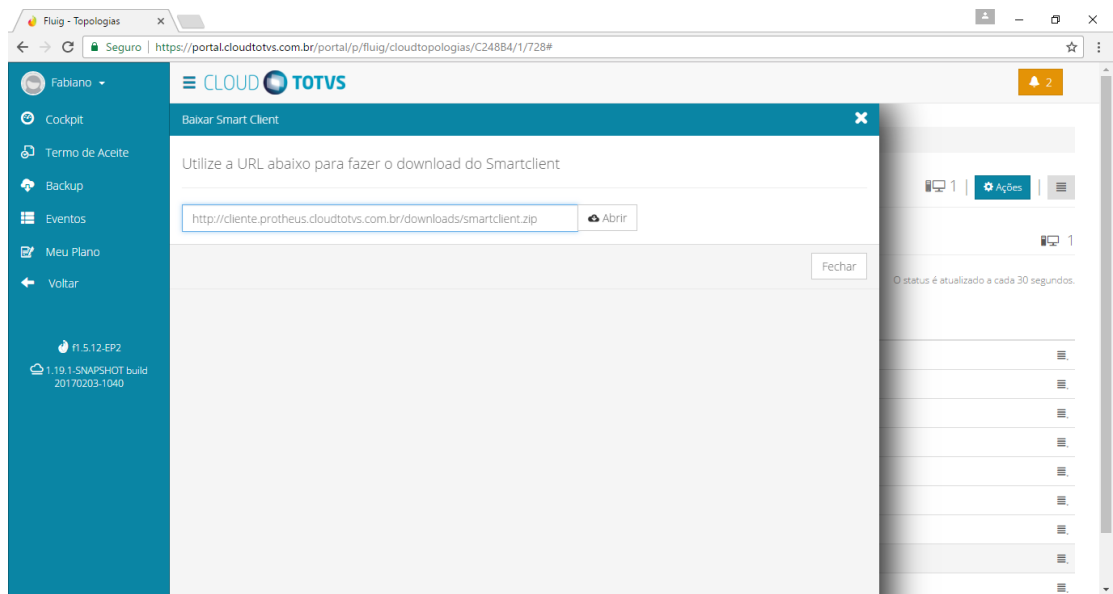 Fluig - Topologias
Seguro | https://portal.cloudtotvs.com.br/portal/p/fluig/cloudtopologias/C248B4/1/728#
Fabiano
CLOUD TOTVS
2
Cockpit
Termo de Aceite
Backup
Eventos
Meu Plano
Voltar
f1.5.12-EP2
1.19.1-SNAPSHOT build
20170203-1040
Baixar Smart Client
Utilize a URL abaixo para fazer o download do Smartclient
http://cliente.protheus.cloudtotvs.com.br/downloads/smartclient.zip
Abrir
Fechar
1 | Ações |
1
O status é atualizado a cada 30 segundos.